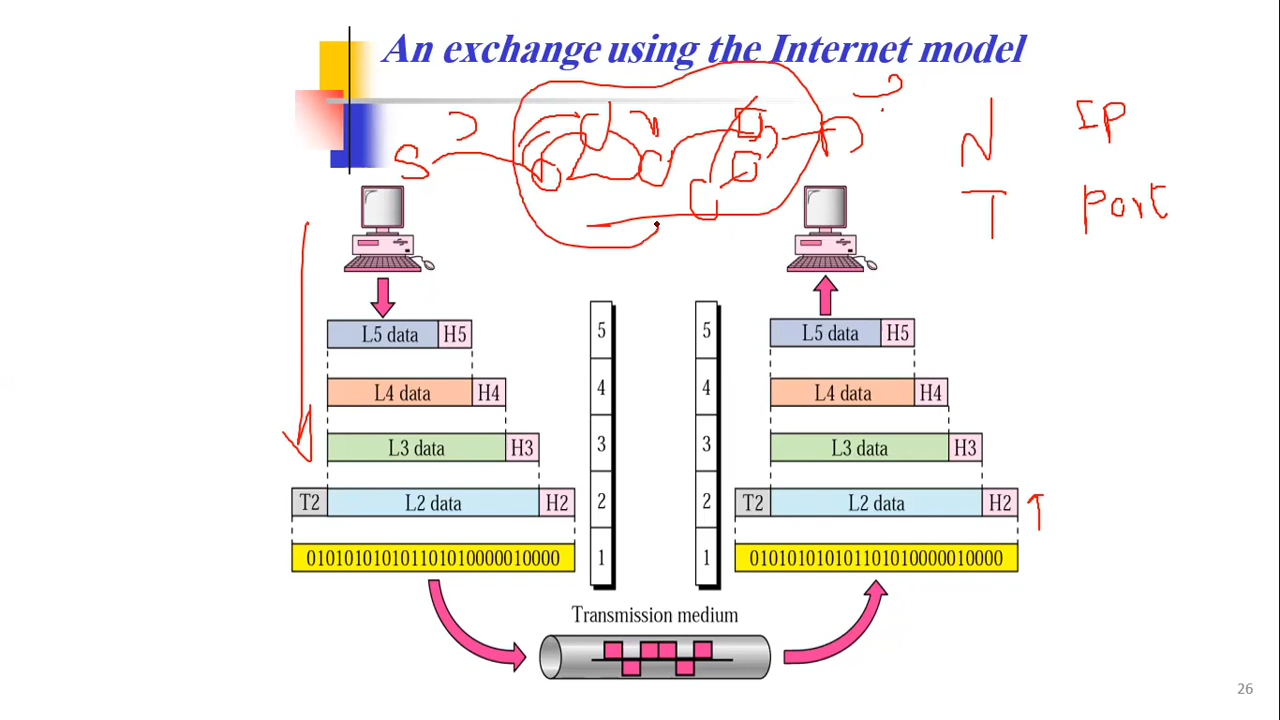 An exchange using the Internet model
S
D
?
N IP
T Port
L5 data H5
5
5
L5 data H5
L4 data H4
4
4
L4 data H4
L3 data H3
3
3
L3 data H3
T2 L2 data H2
2
2
T2 L2 data H2
010101010101101010000010000
1
1
010101010101101010000010000
Transmission medium
26